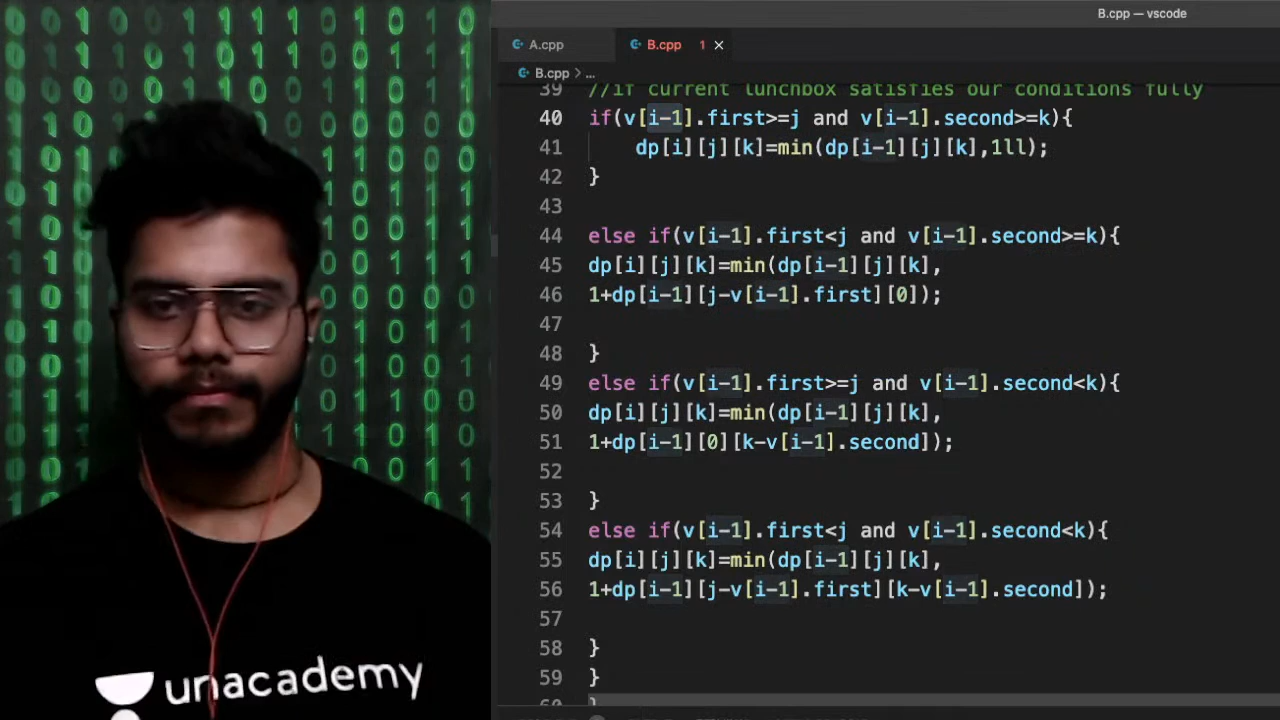 B.cpp — vscode
A.cpp
B.cpp 1 ×
B.cpp > ...
39 //if current lunchbox satisfies our conditions fully
40 if(v[i-1].first>=j and v[i-1].second>=k){
41 dp[i][j][k]=min(dp[i-1][j][k],1ll);
42 }
43
44 else if(v[i-1].first<j and v[i-1].second>=k){
45 dp[i][j][k]=min(dp[i-1][j][k],
46 1+dp[i-1][j-v[i-1].first][0]);
47
48 }
49 else if(v[i-1].first>=j and v[i-1].second<k){
50 dp[i][j][k]=min(dp[i-1][j][k],
51 1+dp[i-1][0][k-v[i-1].second]);
52
53 }
54 else if(v[i-1].first<j and v[i-1].second<k){
55 dp[i][j][k]=min(dp[i-1][j][k],
56 1+dp[i-1][j-v[i-1].first][k-v[i-1].second]);
57
58 }
59 }
60 }
unacademy